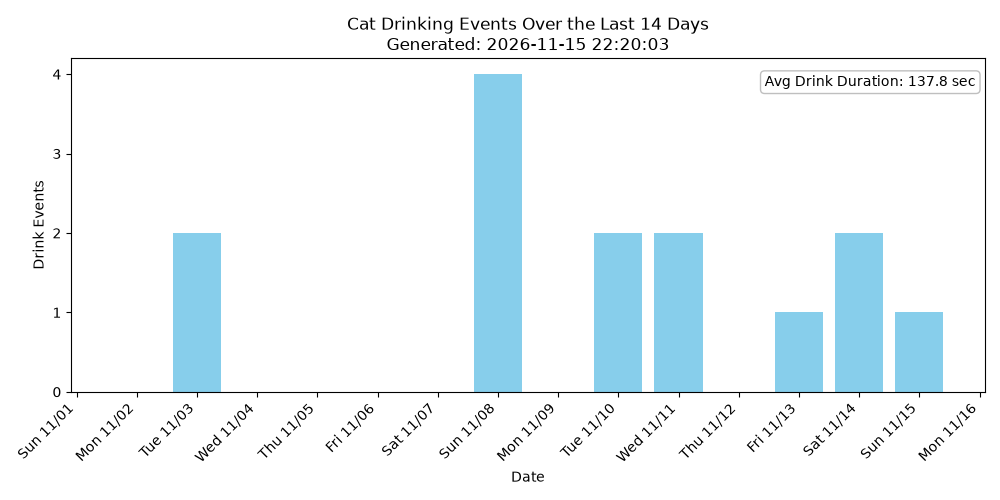 Cat Drinking Events Over the Last 14 Days
Generated: 2026-11-15 22:20:03
Avg Drink Duration: 137.8 sec
Drink Events
4
3
2
1
0
Sun 11/01
Mon 11/02
Tue 11/03
Wed 11/04
Thu 11/05
Fri 11/06
Sat 11/07
Sun 11/08
Mon 11/09
Tue 11/10
Wed 11/11
Thu 11/12
Fri 11/13
Sat 11/14
Sun 11/15
Mon 11/16
Date